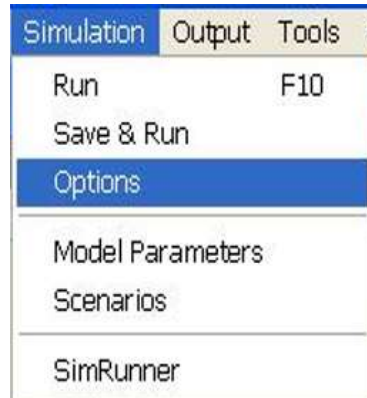 Simulation Output Tools
Run F10
Save & Run
Options
Model Parameters
Scenarios
SimRunner